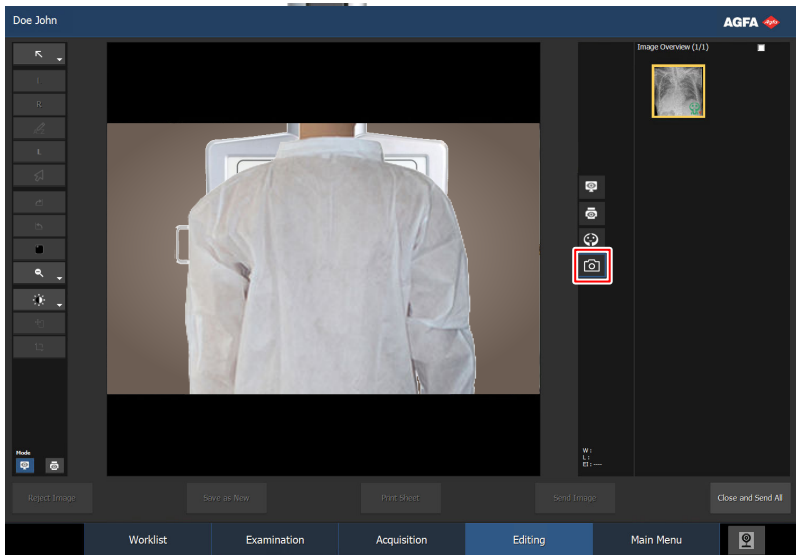 Doe John
AGFA
Image Overview (1/1)
R
L
Mode
W :
L :
EI : ----
Reject Image
Save as New
Print Sheet
Send Image
Close and Send All
Worklist
Examination
Acquisition
Editing
Main Menu